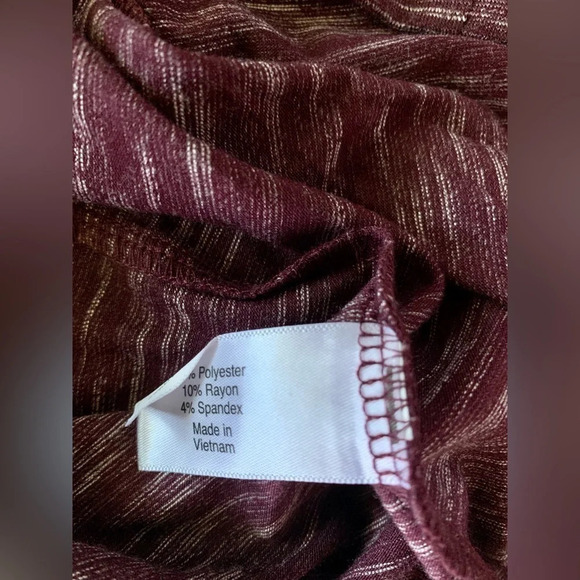 % Polyester
10% Rayon
4% Spandex
Made in
Vietnam